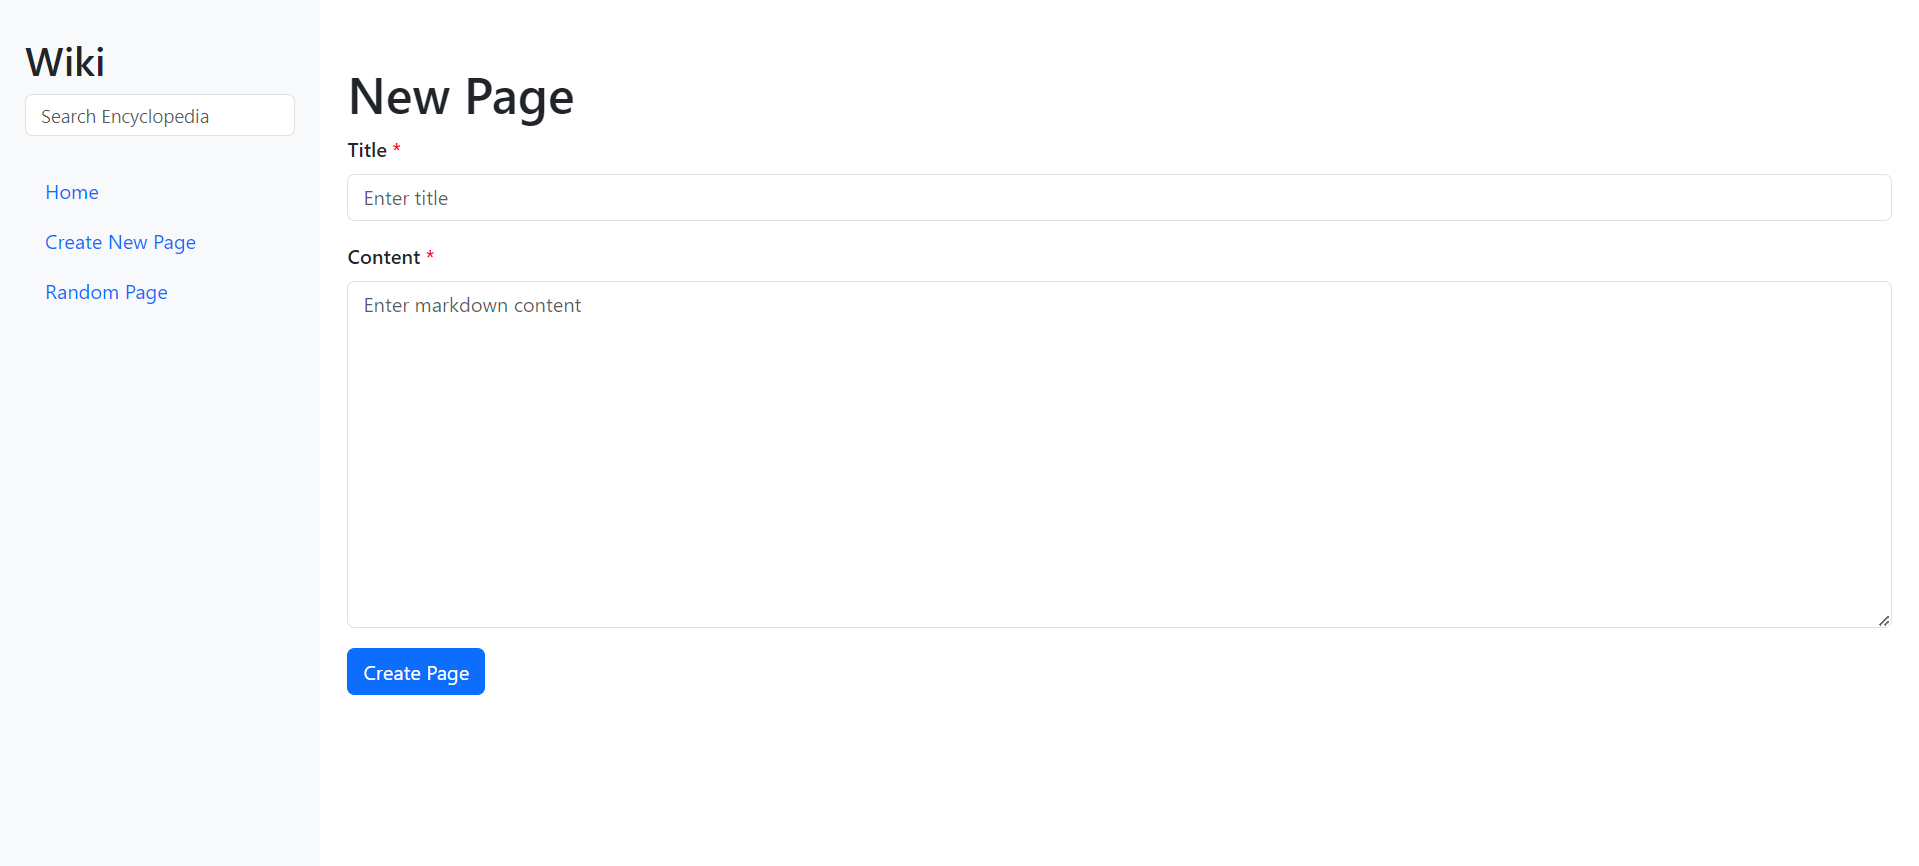 Wiki
Search Encyclopedia
Home
Create New Page
Random Page
New Page
Title *
Enter title
Content *
Enter markdown content
Create Page